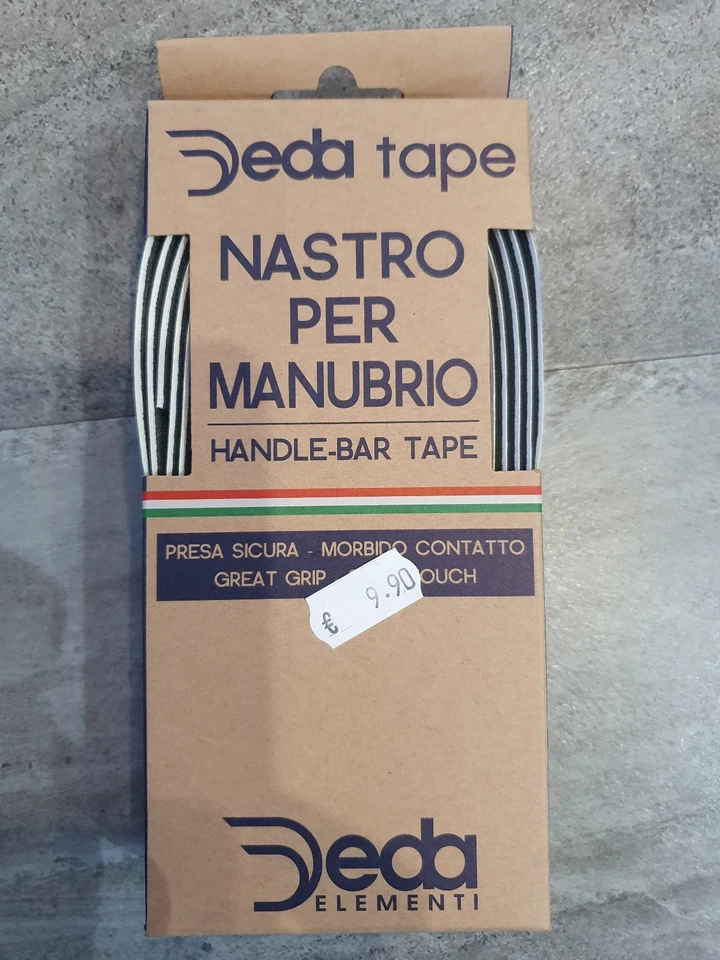 Deda tape
NASTRO
PER
MANUBRIO
HANDLE-BAR TAPE
PRESA SICURA - MORBIDO CONTATTO
GREAT GRIP
€ 9.90
Deda
ELEMENTI